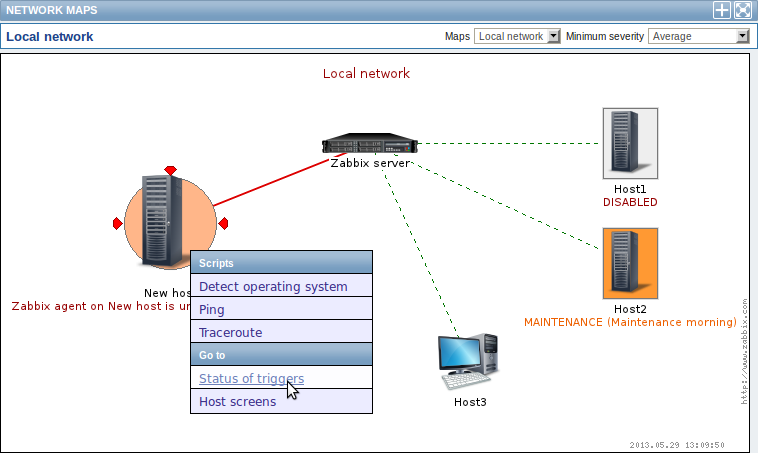 NETWORK MAPS
Local network
Maps Local network Minimum severity Average
Local network
Zabbix server
Host1
DISABLED
New hos
Zabbix agent on New host is un
Scripts
Detect operating system
Ping
Traceroute
Go to
Status of triggers
Host screens
Host2
MAINTENANCE (Maintenance morning)
Host3
http://www.zabbix.com
2013.05.29 13:09:50